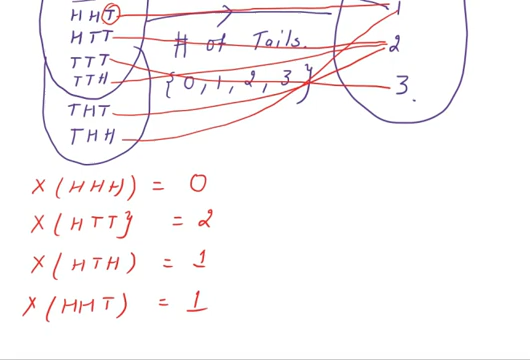 HHT
1
HTT
# of Tails.
2
TTT
TTH
{0, 1, 2, 3}
3.
THT
THH
X(HHH) = 0
X(HTT} = 2
X(HTH) = 1
X(HHT) = 1